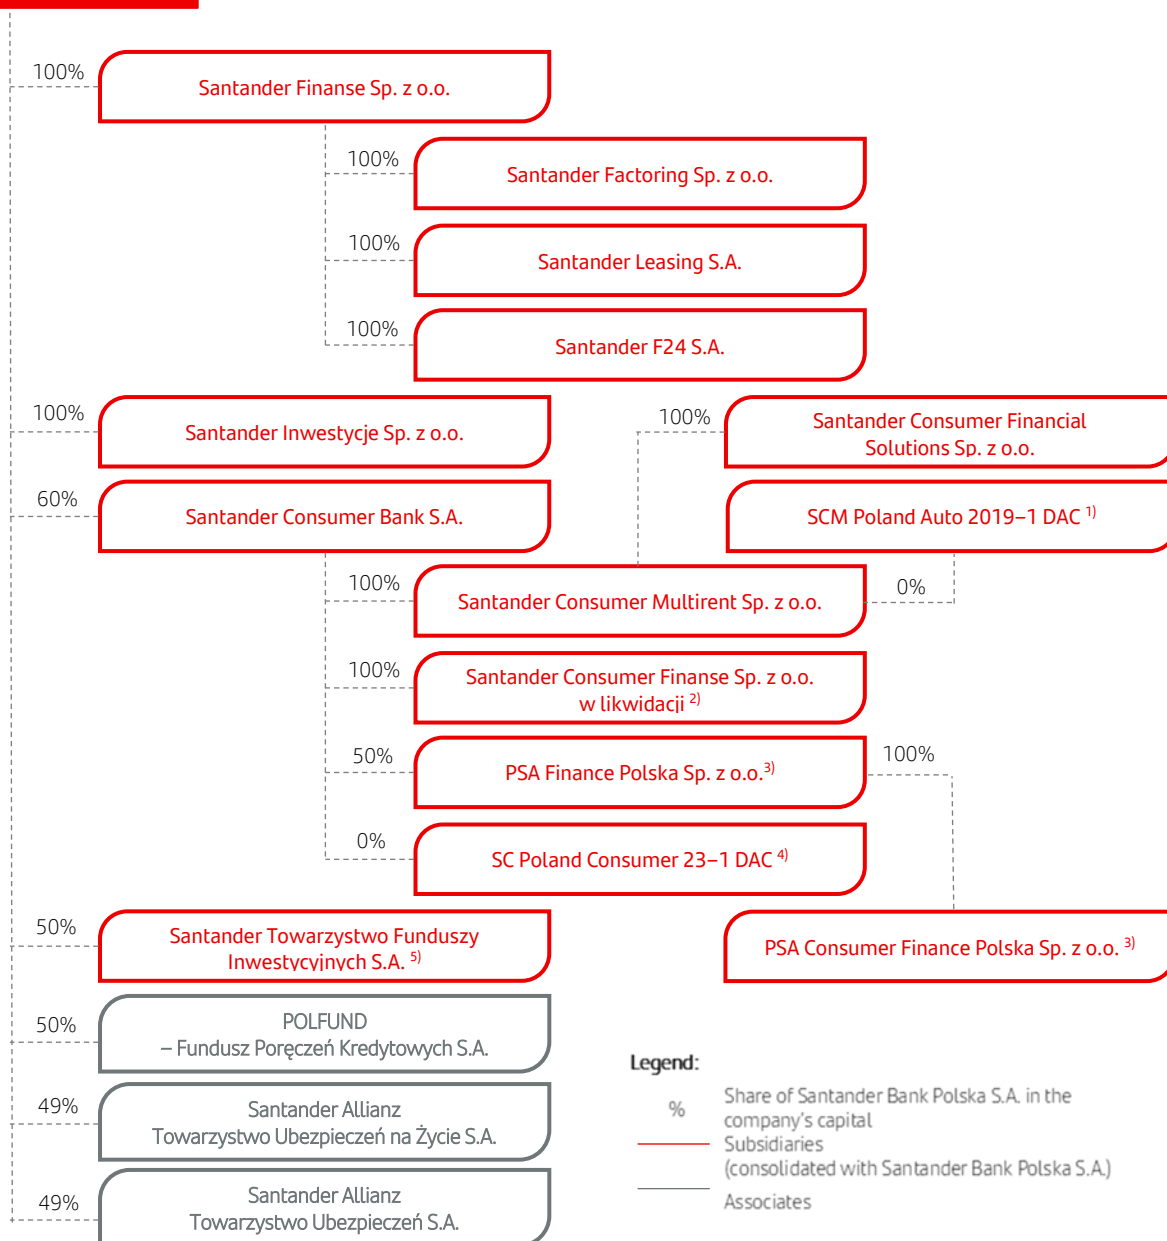 100%
Santander Finanse Sp. z o.o.
100%
Santander Factoring Sp. z o.o.
100%
Santander Leasing S.A.
100%
Santander F24 S.A.
100%
Santander Inwestycje Sp. z o.o.
100%
Santander Consumer Financial
Solutions Sp. z o.o.
60%
Santander Consumer Bank S.A.
SCM Poland Auto 2019–1 DAC 1)
100%
Santander Consumer Multirent Sp. z o.o.
0%
100%
Santander Consumer Finanse Sp. z o.o.
w likwidacji 2)
50%
PSA Finance Polska Sp. z o.o.3)
100%
0%
SC Poland Consumer 23–1 DAC 4)
50%
Santander Towarzystwo Funduszy
Inwestycyjnych S.A. 5)
PSA Consumer Finance Polska Sp. z o.o. 3)
50%
POLFUND
– Fundusz Poręczeń Kredytowych S.A.
49%
Santander Allianz
Towarzystwo Ubezpieczeń na Życie S.A.
49%
Santander Allianz
Towarzystwo Ubezpieczeń S.A.
Legend:
%
Share of Santander Bank Polska S.A. in the
company's capital
Subsidiaries
(consolidated with Santander Bank Polska S.A.)
Associates